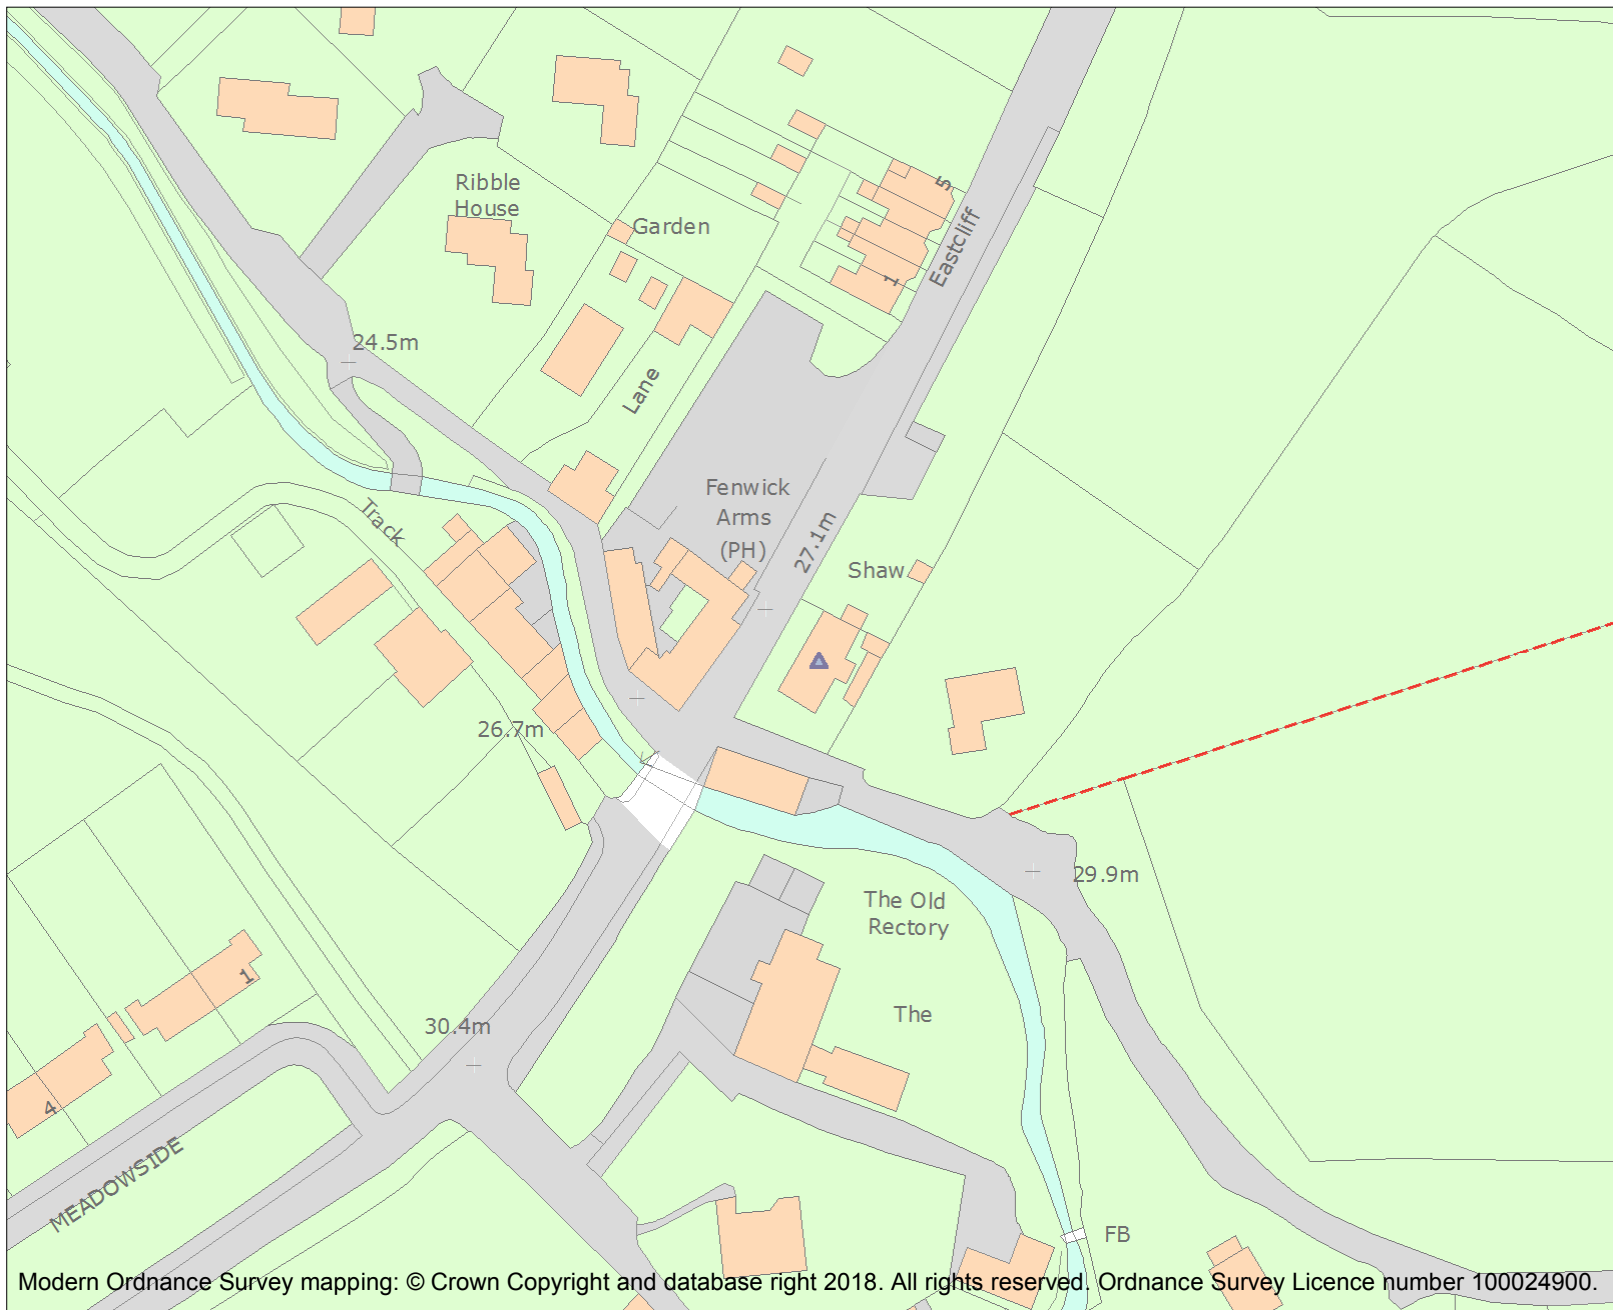 Ribble
House
Garden
5
Eastcliff
1
24.5m
Lane
Fenwick
Arms
(PH)
Track
27.1m
Shaw
26.7m
29.9m
The Old
Rectory
1
The
30.4m
4
MEADOWSIDE
FB
Modern Ordnance Survey mapping: © Crown Copyright and database right 2018. All rights reserved. Ordnance Survey Licence number 100024900.